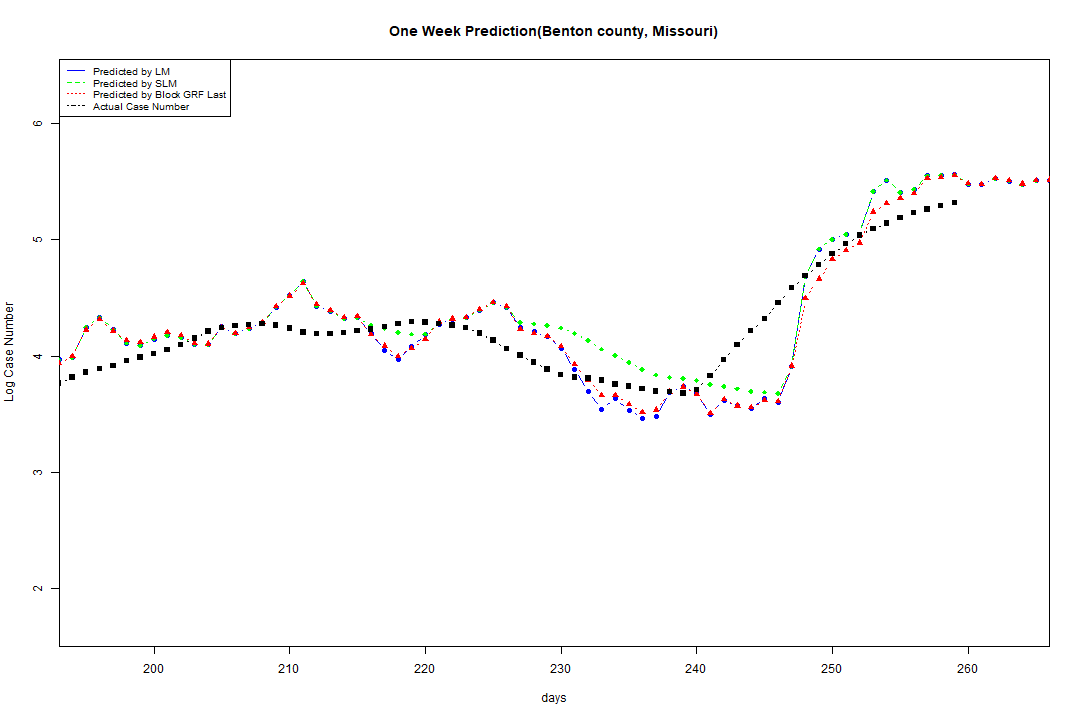 One Week Prediction(Benton county, Missouri)
Predicted by LM
Predicted by SLM
Predicted by Block GRF Last
Actual Case Number
6
5
4
3
2
Log Case Number
200 210 220 230 240 250 260
days